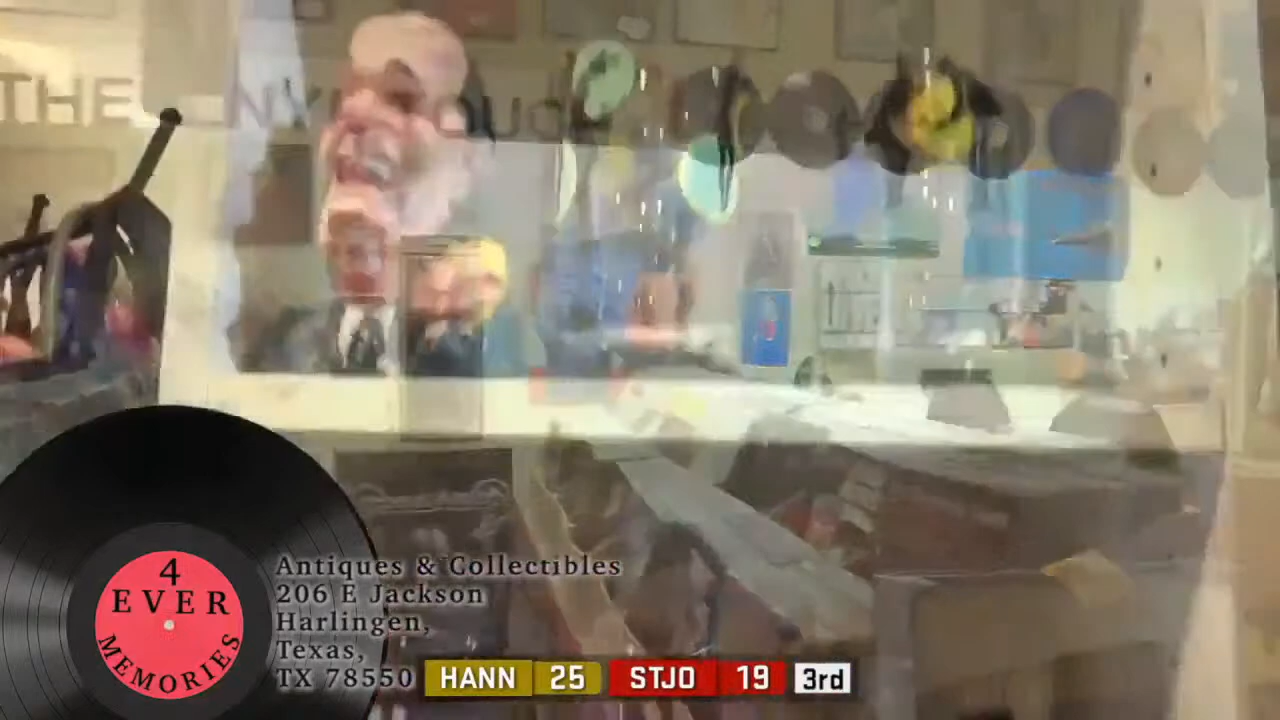 THE
4
EVER
MEMORIES
Antiques & Collectibles
206 E Jackson
Harlingen,
Texas,
TX 78550
HANN 25 STJO 19 3rd